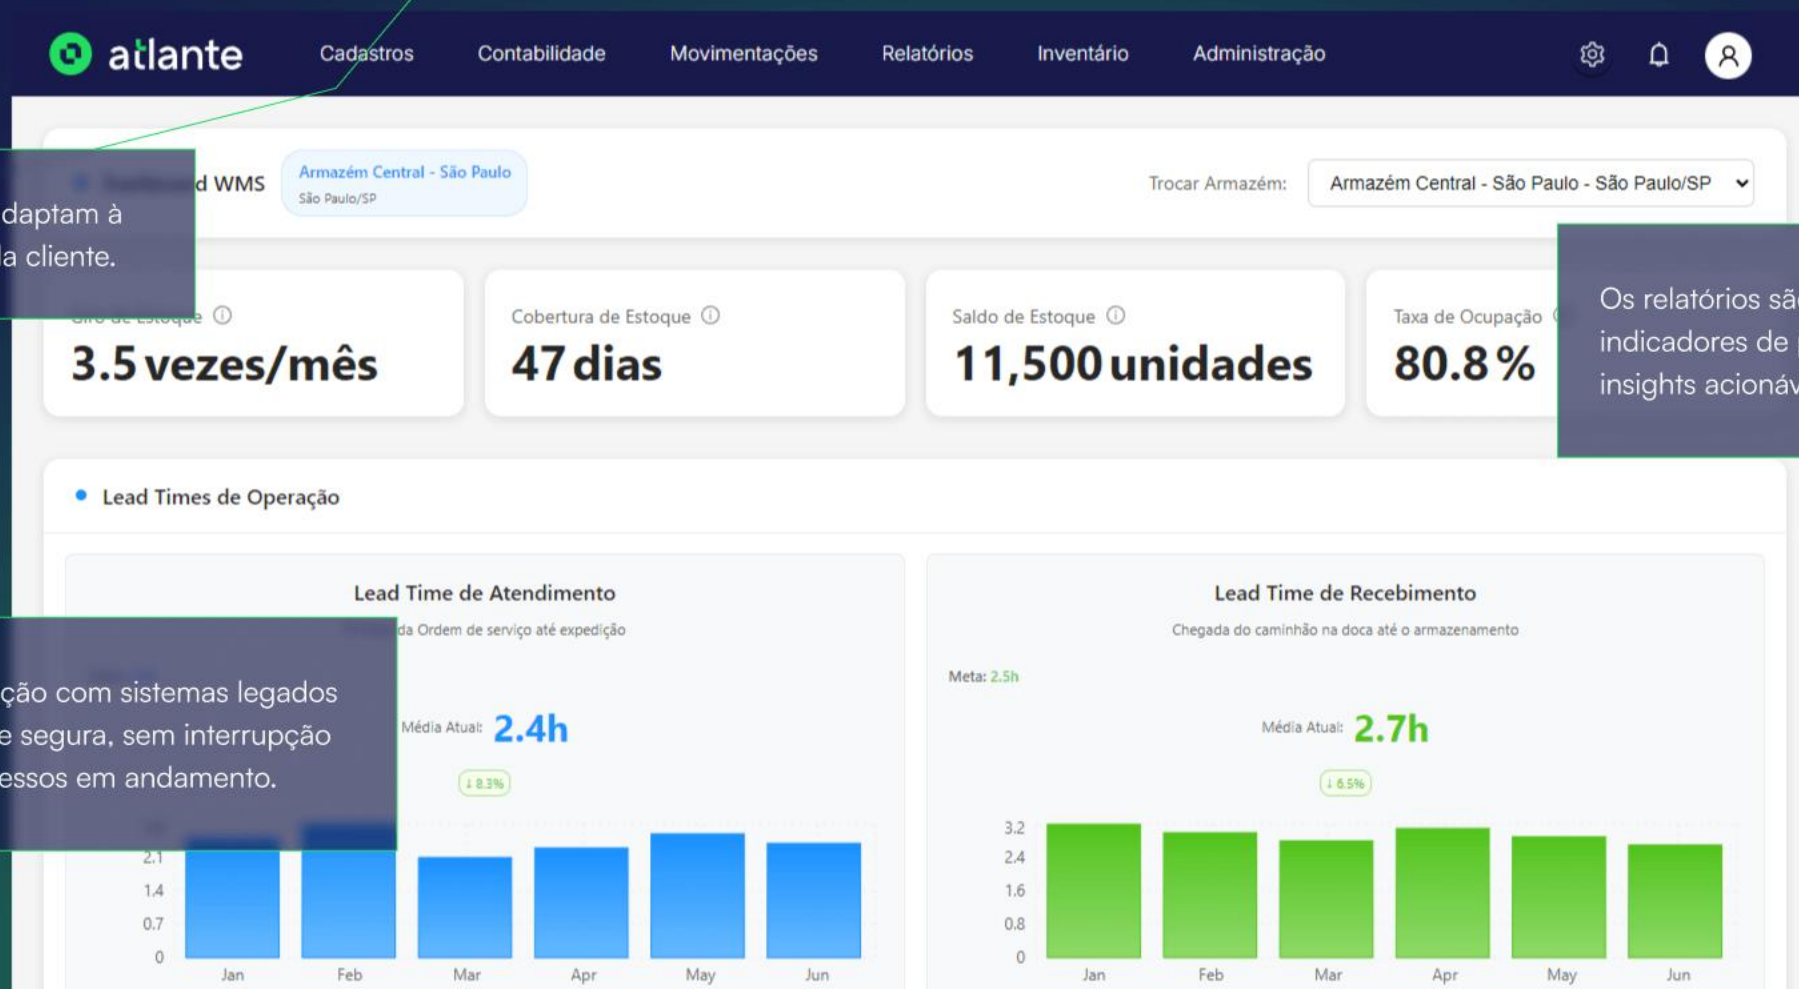 atlante
Cadastros
Contabilidade
Movimentações
Relatórios
Inventário
Administração
d WMS
Armazém Central - São Paulo
São Paulo/SP
Trocar Armazém:
Armazém Central - São Paulo - São Paulo/SP
daptam à
la cliente.
Giro de Estoque
3.5 vezes/mês
Cobertura de Estoque
47 dias
Saldo de Estoque
11,500 unidades
Taxa de Ocupação
80.8 %
Os relatórios são
indicadores de
insights acionáv
Lead Times de Operação
Lead Time de Atendimento
da Ordem de serviço até expedição
Média Atual: 2.4h
↓ 8.3%
2.1
1.4
0.7
0
Jan Feb Mar Apr May Jun
ção com sistemas legados
e segura, sem interrupção
essos em andamento.
Lead Time de Recebimento
Chegada do caminhão na doca até o armazenamento
Meta: 2.5h
Média Atual: 2.7h
↓ 6.5%
3.2
2.4
1.6
0.8
0
Jan Feb Mar Apr May Jun